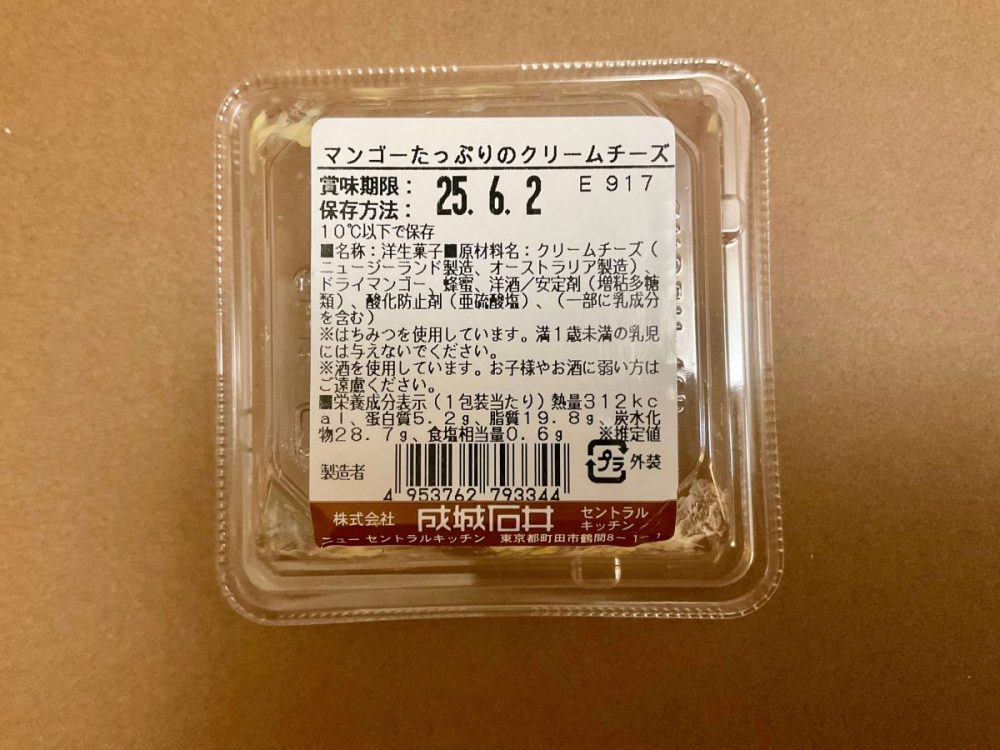 マンゴーたっぷりのクリームチーズ
賞味期限： 25. 6. 2 E 917
保存方法：
10℃以下で保存
■名称：洋生菓子■原材料名：クリームチーズ（
ニュージーランド製造、オーストラリア製造）、
ドライマンゴー、蜂蜜、洋酒／安定剤（増粘多糖
類）、酸化防止剤（亜硫酸塩）、（一部に乳成分
を含む）
※はちみつを使用しています。満1歳未満の乳児
には与えないでください。
※酒を使用しています。お子様やお酒に弱い方は
ご遠慮ください。
■栄養成分表示（1包装当たり）熱量312kc
al、蛋白質5.2g、脂質19.8g、炭水化
物28.7g、食塩相当量0.6g ※推定値
製造者
4 953762 793344
プラ 外装
株式会社 成城石井 セントラル
キッチン
ニュー セントラルキッチン 東京都町田市鶴間8-1-1